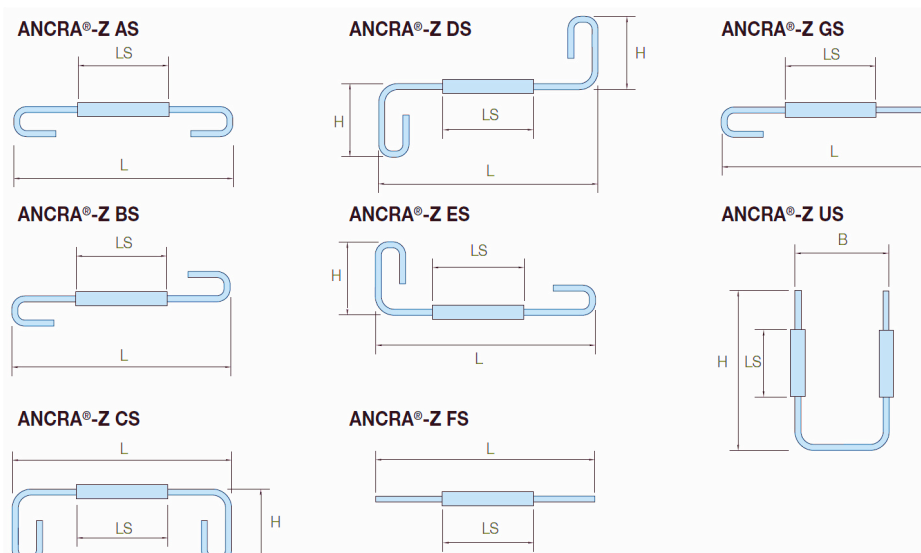 ANCRA®-Z AS
LS
L
ANCRA®-Z DS
H
H
LS
L
ANCRA®-Z GS
LS
L
ANCRA®-Z BS
LS
L
ANCRA®-Z ES
H
LS
L
ANCRA®-Z US
B
H
LS
ANCRA®-Z CS
L
LS
H
ANCRA®-Z FS
L
LS